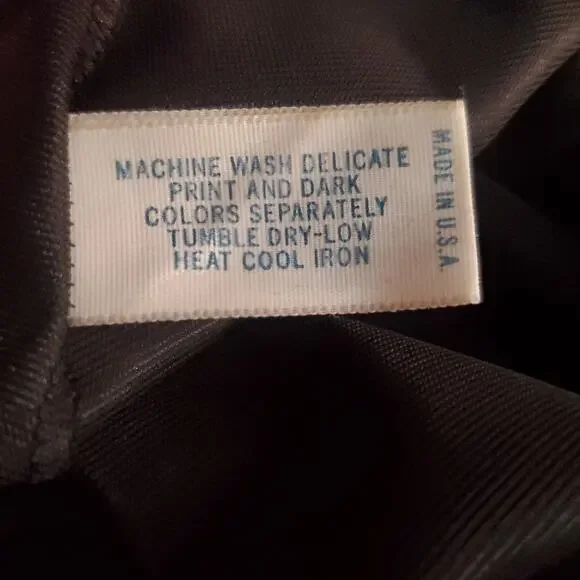 MACHINE WASH DELICATE
PRINT AND DARK
COLORS SEPARATELY
TUMBLE DRY-LOW
HEAT COOL IRON
MADE IN U.S.A.